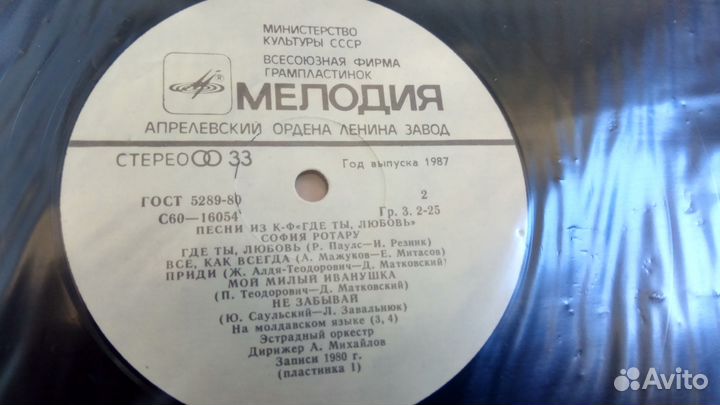 МИНИСТЕРСТВО
КУЛЬТУРЫ СССР
ВСЕСОЮЗНАЯ ФИРМА
ГРАМПЛАСТИНОК
МЕЛОДИЯ
АПРЕЛЕВСКИЙ ОРДЕНА ЛЕНИНА ЗАВОД
СТЕРЕО 33
Год выпуска 1987
ГОСТ 5289-80
2
С60—16054
Гр. 3. 2-25
ПЕСНИ ИЗ К-Ф«ГДЕ ТЫ, ЛЮБОВЬ»
СОФИЯ РОТАРУ
ГДЕ ТЫ, ЛЮБОВЬ (Р. Паулс—И. Резник)
ВСЕ, КАК ВСЕГДА (А. Мажуков—Е. Митасов)
ПРИДИ (Ж. Алдя-Теодорович—Д. Матковский)
МОЙ МИЛЫЙ ИВАНУШКА
(П. Теодорович—Д. Матковский)
НЕ ЗАБЫВАЙ
(Ю. Саульский—Л. Завальнюк)
На молдавском языке (3, 4)
Эстрадный оркестр
Дирижер А. Михайлов
Записи 1980 г.
(пластинка 1)
Avito